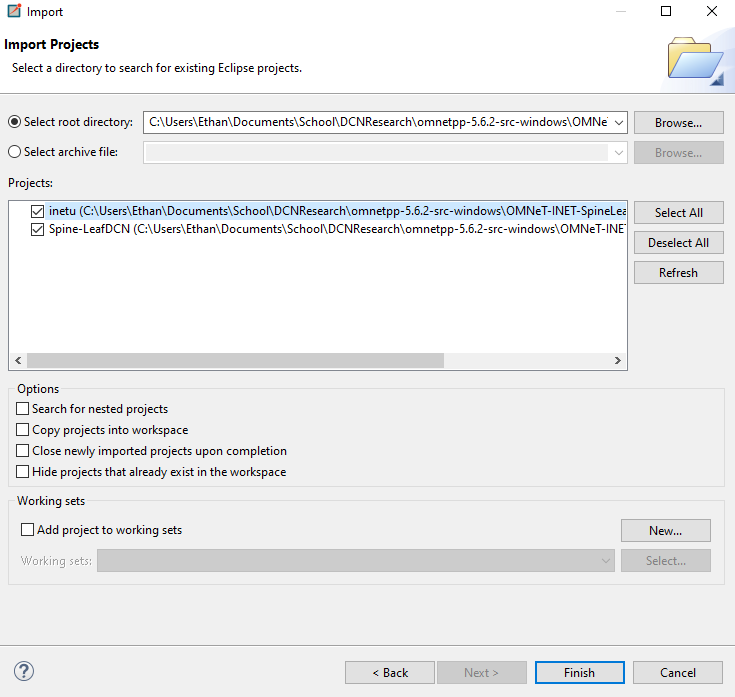 Import
Import Projects
Select a directory to search for existing Eclipse projects.
Select root directory:
C:\Users\Ethan\Documents\School\DCNResearch\omnetpp-5.6.2-src-windows\OMNe
Browse...
Select archive file:
Browse...
Projects:
inetu (C:\Users\Ethan\Documents\School\DCNResearch\omnetpp-5.6.2-src-windows\OMNeT-INET-SpineLea
Select All
Spine-LeafDCN (C:\Users\Ethan\Documents\School\DCNResearch\omnetpp-5.6.2-src-windows\OMNeT-INE
Deselect All
Refresh
Options
Search for nested projects
Copy projects into workspace
Close newly imported projects upon completion
Hide projects that already exist in the workspace
Working sets
Add project to working sets
New...
Working sets:
Select...
?
< Back
Next >
Finish
Cancel